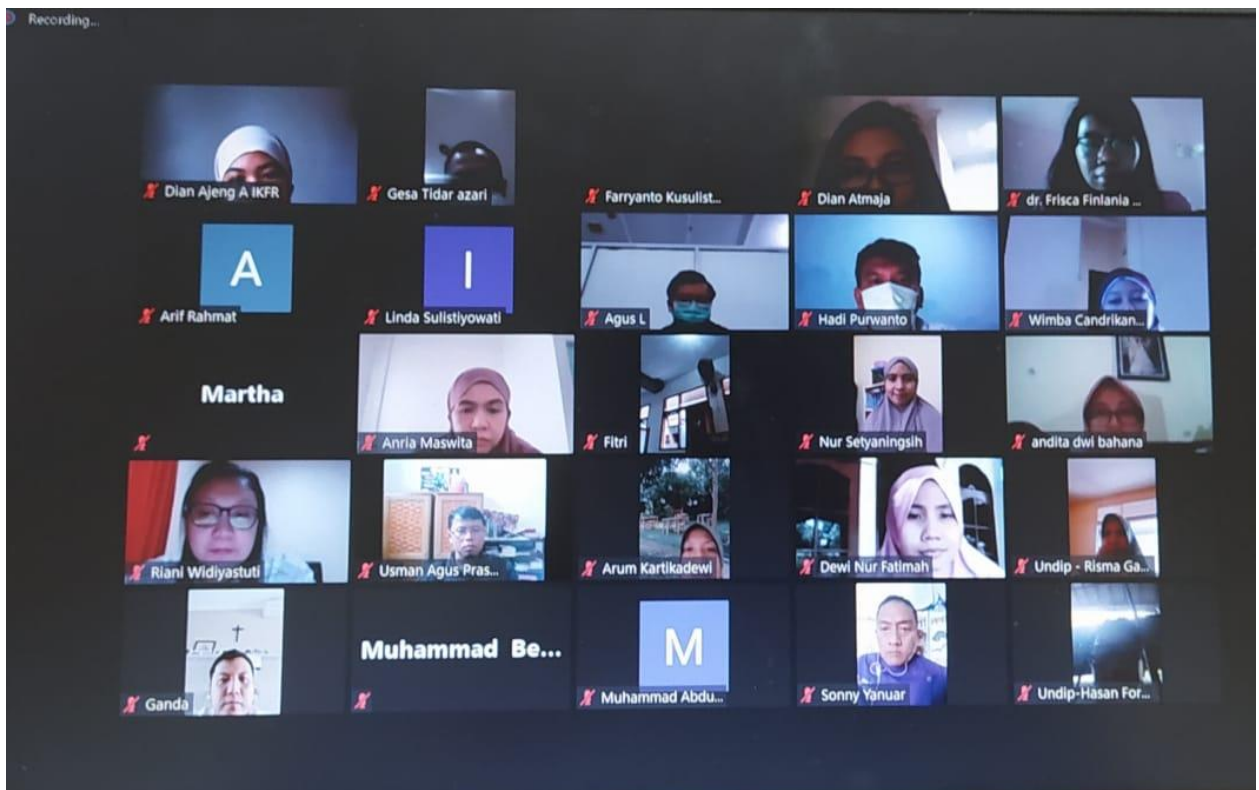 Recording...
Dian Ajeng A IKFR
Gesa Tidar azari
Farryanto Kusulist...
Dian Atmaja
dr. Frisca Finlania ...
A
Arif Rahmat
I
Linda Sulistiyowati
Agus L
Hadi Purwanto
Wimba Candrikan...
Martha
Anria Maswita
Fitri
Nur Setyaningsih
andita dwi bahana
Riani Widiyastuti
Usman Agus Pras...
Arum Kartikadewi
Dewi Nur Fatimah
Undip - Risma Ga...
Ganda
Muhammad Be...
M
Muhammad Abdu...
Sonny Yanuar
Undip-Hasan For...